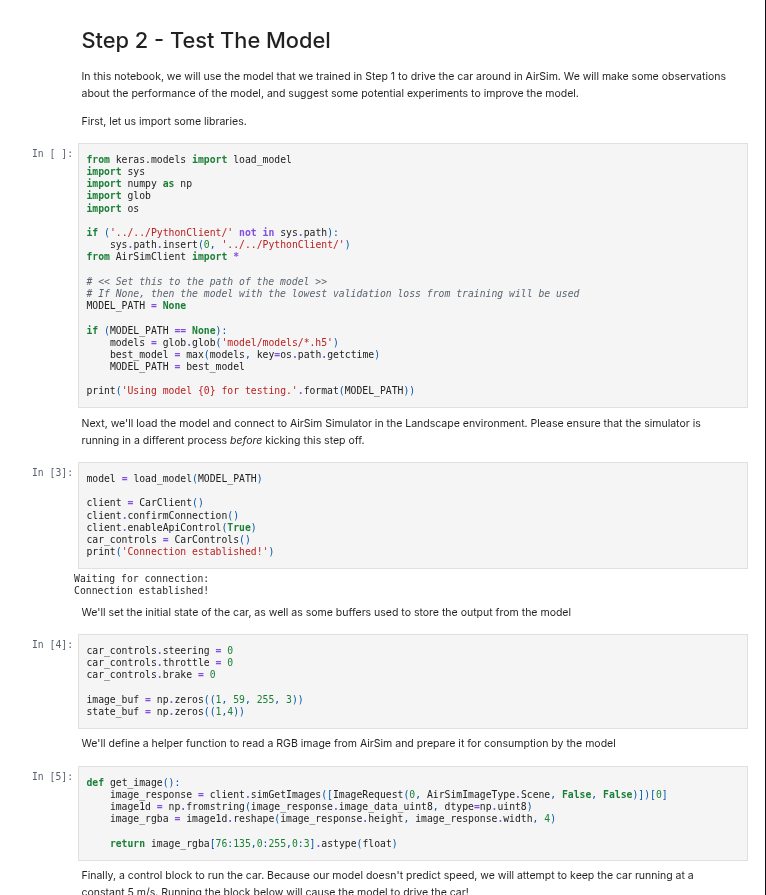 Step 2 - Test The Model
In this notebook, we will use the model that we trained in Step 1 to drive the car around in AirSim. We will make some observations
about the performance of the model, and suggest some potential experiments to improve the model.
First, let us import some libraries.
In [ ]:
from keras.models import load_model
import sys
import numpy as np
import glob
import os

if ('../../PythonClient/' not in sys.path):
    sys.path.insert(0, '../../PythonClient/')
from AirSimClient import *

# << Set this to the path of the model >>
# If None, then the model with the lowest validation loss from training will be used
MODEL_PATH = None

if (MODEL_PATH == None):
    models = glob.glob('model/models/*.h5')
    best_model = max(models, key=os.path.getctime)
    MODEL_PATH = best_model

print('Using model {0} for testing.'.format(MODEL_PATH))
Next, we'll load the model and connect to AirSim Simulator in the Landscape environment. Please ensure that the simulator is
running in a different process before kicking this step off.
In [3]:
model = load_model(MODEL_PATH)

client = CarClient()
client.confirmConnection()
client.enableApiControl(True)
car_controls = CarControls()
print('Connection established!')
Waiting for connection:
Connection established!
We'll set the initial state of the car, as well as some buffers used to store the output from the model
In [4]:
car_controls.steering = 0
car_controls.throttle = 0
car_controls.brake = 0

image_buf = np.zeros((1, 59, 255, 3))
state_buf = np.zeros((1,4))
We'll define a helper function to read a RGB image from AirSim and prepare it for consumption by the model
In [5]:
def get_image():
    image_response = client.simGetImages([ImageRequest(0, AirSimImageType.Scene, False, False)])[0]
    image1d = np.fromstring(image_response.image_data_uint8, dtype=np.uint8)
    image_rgba = image1d.reshape(image_response.height, image_response.width, 4)

    return image_rgba[76:135,0:255,0:3].astype(float)
Finally, a control block to run the car. Because our model doesn't predict speed, we will attempt to keep the car running at a
constant 5 m/s. Running the block below will cause the model to drive the car!